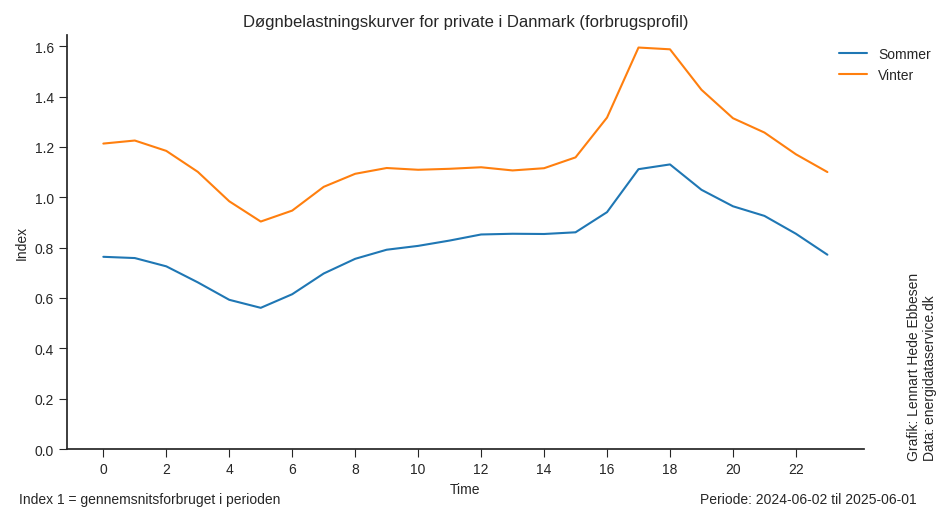 Døgnbelastningskurver for private i Danmark (forbrugsprofil)
Sommer
Vinter
Index
1.6
1.4
1.2
1.0
0.8
0.6
0.4
0.2
0.0
0 2 4 6 8 10 12 14 16 18 20 22
Time
Grafik: Lennart Hede Ebbesen
Data: energidataservice.dk
Index 1 = gennemsnitsforbruget i perioden
Periode: 2024-06-02 til 2025-06-01